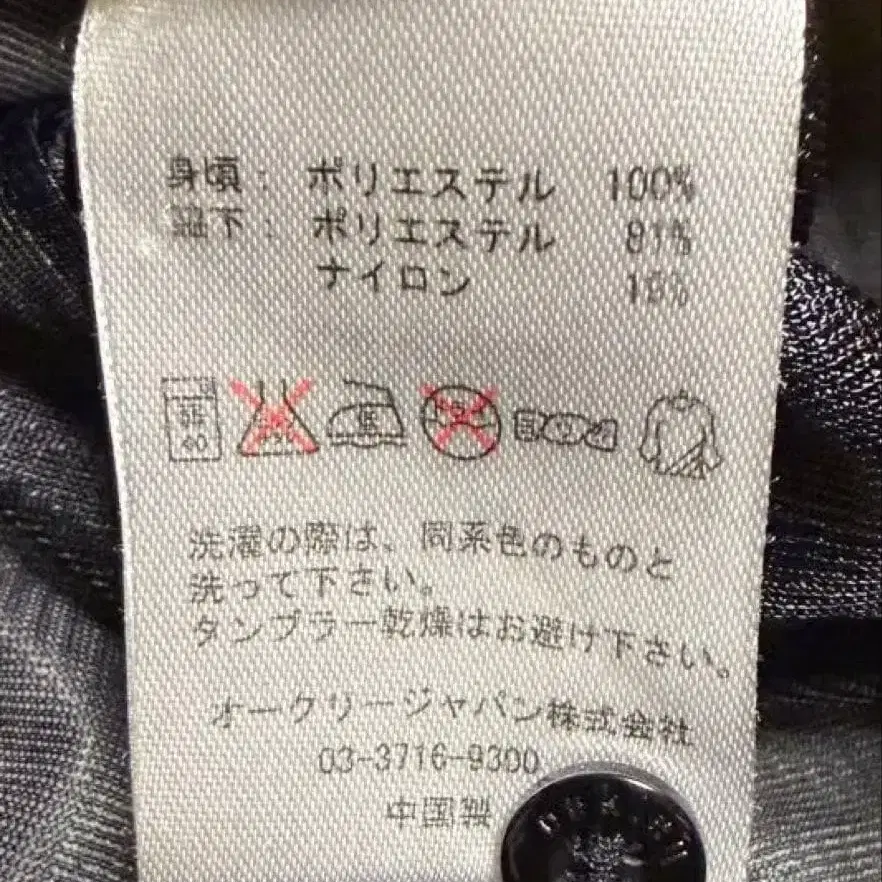 身頃: ポリエステル 100%
脇下: ポリエステル 81%
ナイロン 19%
40
洗濯の際は、同系色のものと
洗って下さい。
タンブラー乾燥はお避け下さい。
オークリージャパン株式会社
03-3716-9300
中国製